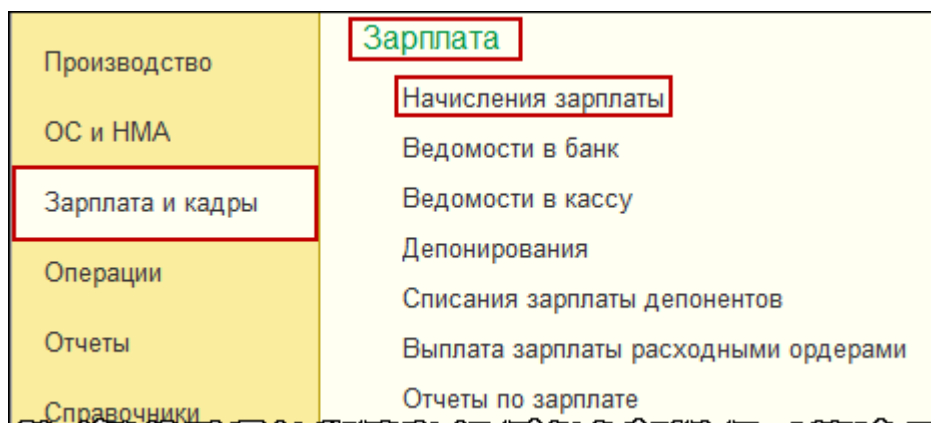 Производство
ОС и НМА
Зарплата и кадры
Операции
Отчеты
Справочники
Зарплата
Начисления зарплаты
Ведомости в банк
Ведомости в кассу
Депонирования
Списания зарплаты депонентов
Выплата зарплаты расходными ордерами
Отчеты по зарплате